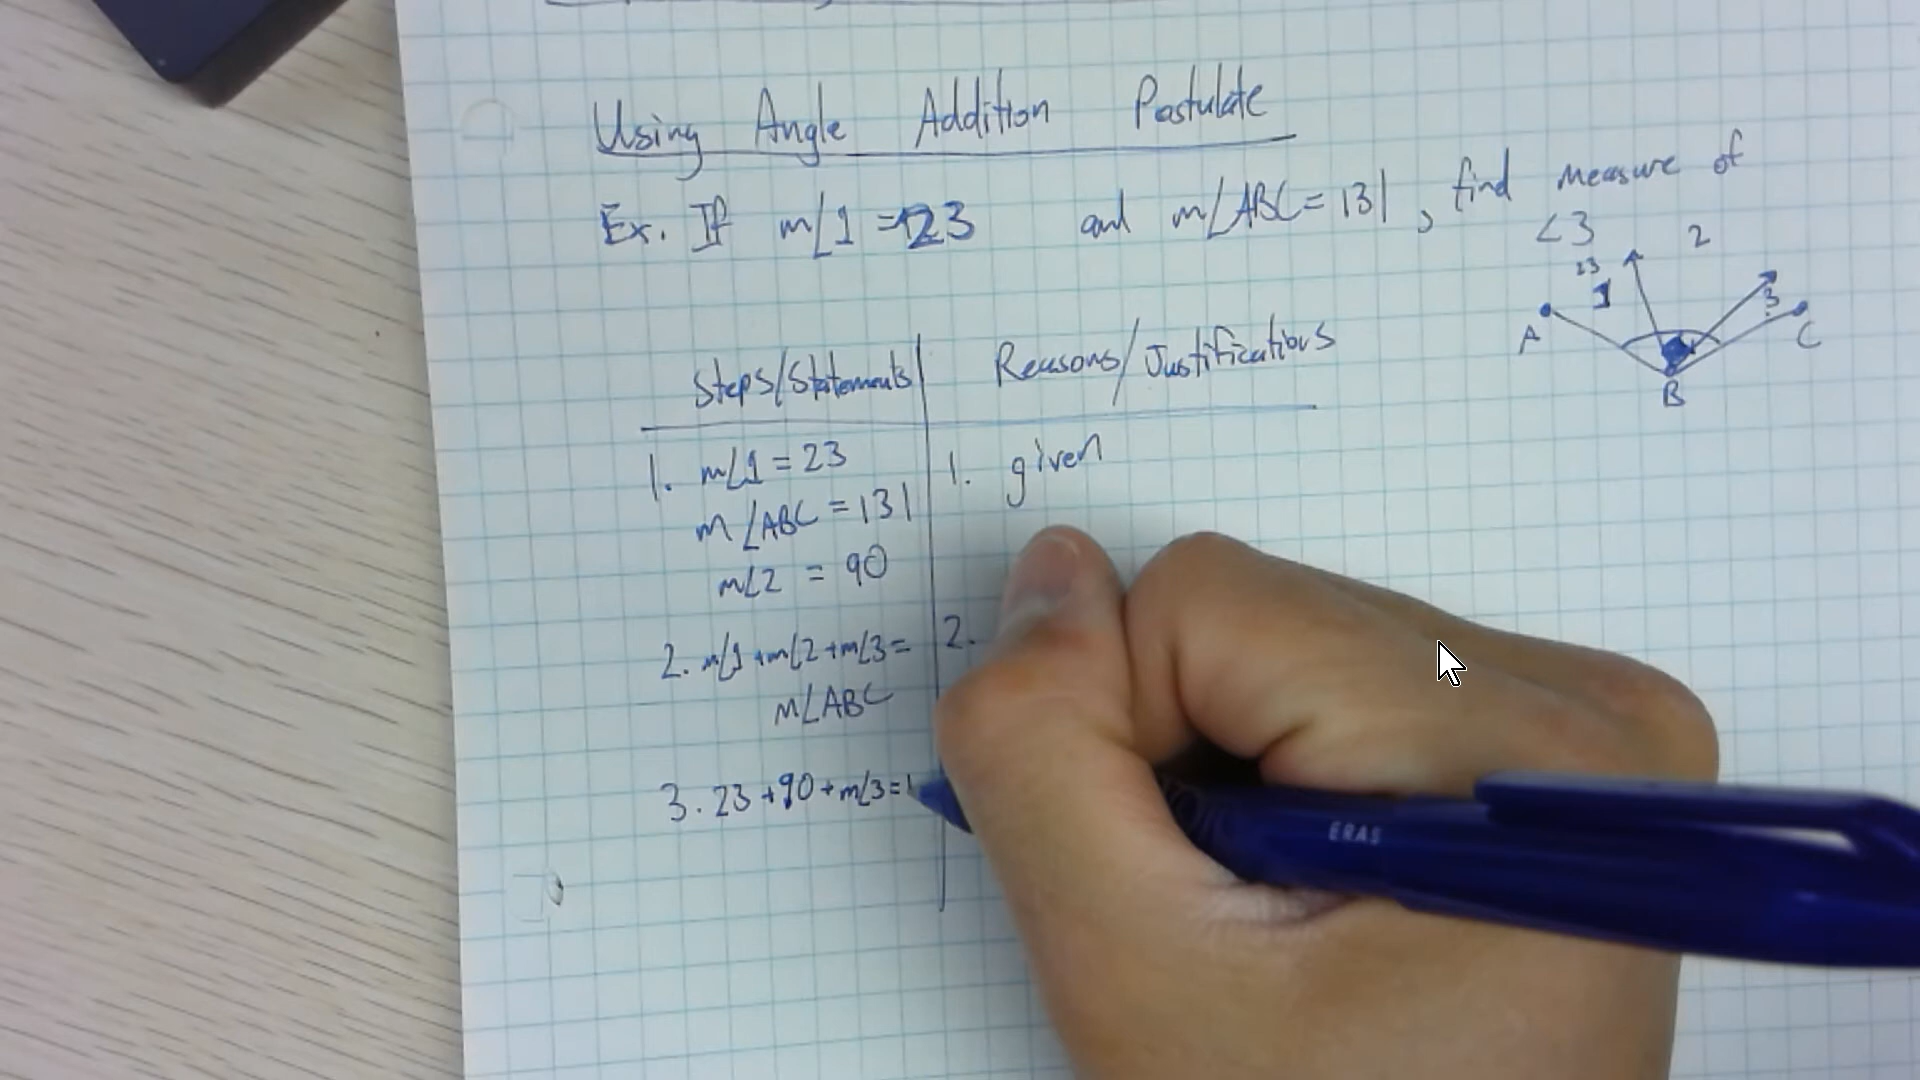 Using Angle Addition Postulate
Ex. If m∠1 = 23 and m∠ABC = 131, find measure of
∠3
2
23
1
3
A
C
B
Steps/Statements Reasons/Justifications
1. m∠1 = 23 1. given
m∠ABC = 131
m∠2 = 90
2. m∠1 + m∠2 + m∠3 = 2.
m∠ABC
3. 23 + 90 + m∠3 = 1
ERAS